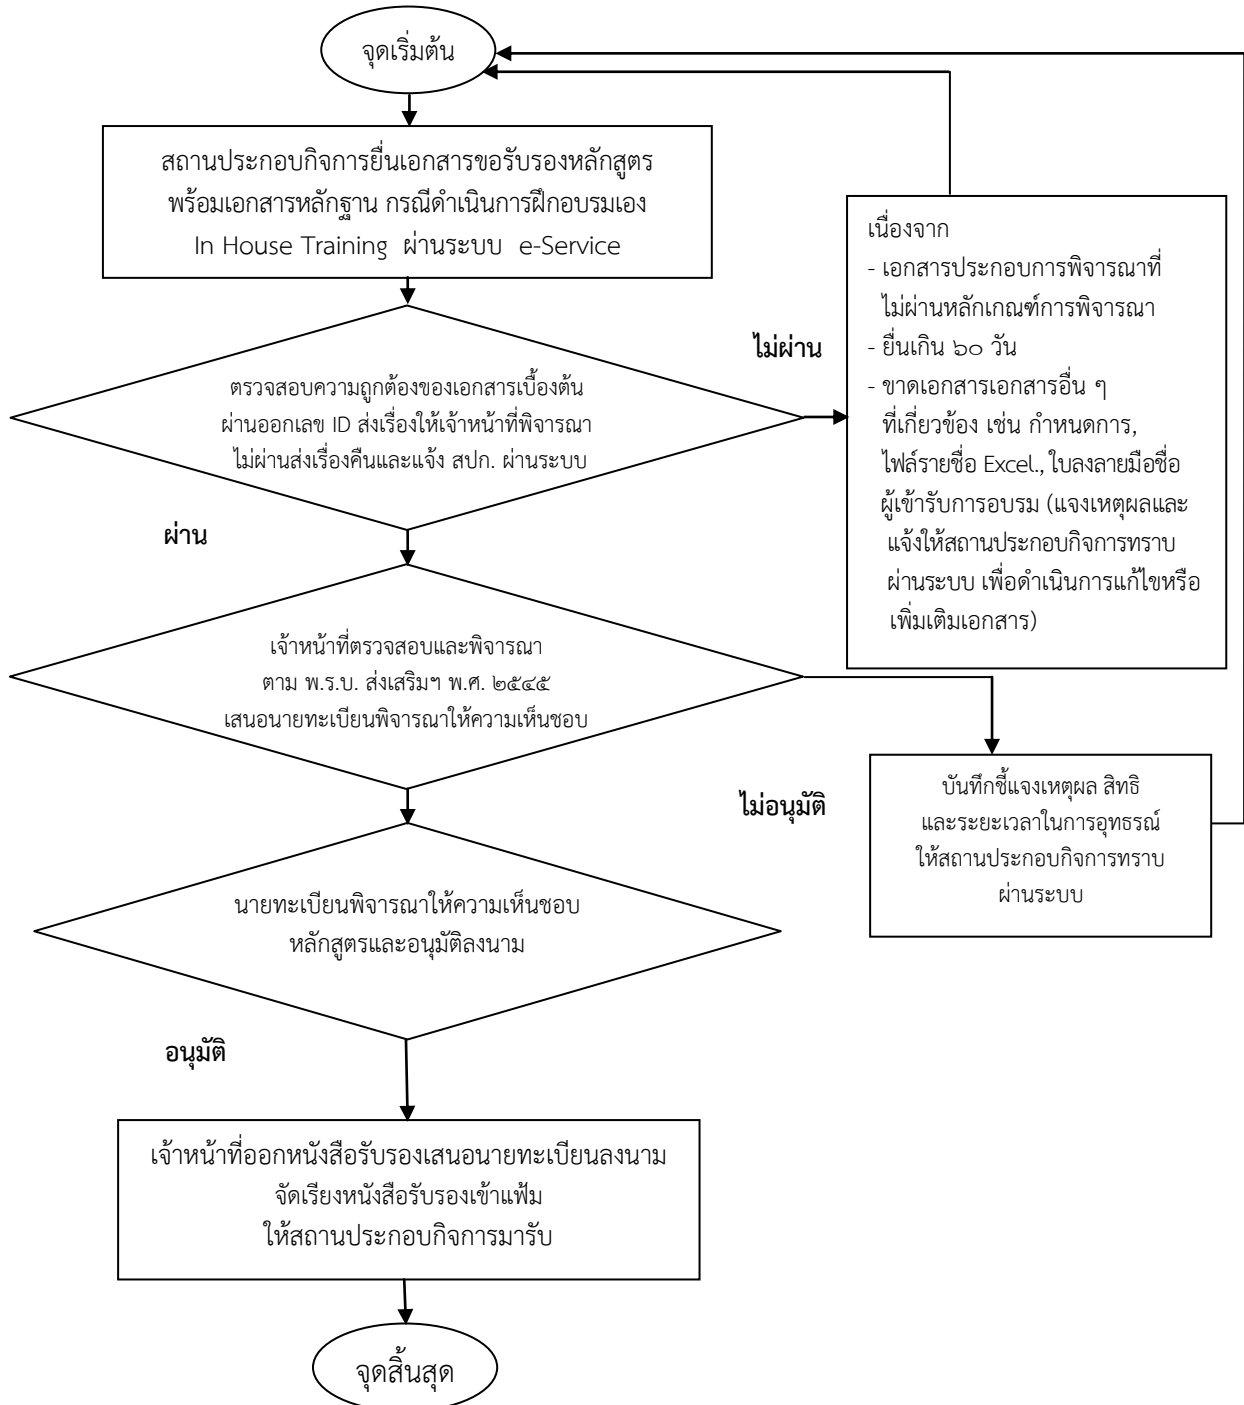 จุดเริ่มต้น
สถานประกอบกิจการยื่นเอกสารขอรับรองหลักสูตร
พร้อมเอกสารหลักฐาน กรณีดำเนินการฝึกอบรมเอง
In House Training ผ่านระบบ e-Service
ไม่ผ่าน
ตรวจสอบความถูกต้องของเอกสารเบื้องต้น
ผ่านออกเลข ID ส่งเรื่องให้เจ้าหน้าที่พิจารณา
ไม่ผ่านส่งเรื่องคืนและแจ้ง สปก. ผ่านระบบ
เนื่องจาก
- เอกสารประกอบการพิจารณาที่
ไม่ผ่านหลักเกณฑ์การพิจารณา
- ยื่นเกิน ๖๐ วัน
- ขาดเอกสารเอกสารอื่น ๆ
ที่เกี่ยวข้อง เช่น กำหนดการ,
ไฟล์รายชื่อ Excel., ใบลงลายมือชื่อ
ผู้เข้ารับการอบรม (แจงเหตุผลและ
แจ้งให้สถานประกอบกิจการทราบ
ผ่านระบบ เพื่อดำเนินการแก้ไขหรือ
เพิ่มเติมเอกสาร)
ผ่าน
เจ้าหน้าที่ตรวจสอบและพิจารณา
ตาม พ.ร.บ. ส่งเสริมฯ พ.ศ. ๒๕๔๕
เสนอนายทะเบียนพิจารณาให้ความเห็นชอบ
ไม่อนุมัติ
บันทึกชี้แจงเหตุผล สิทธิ
และระยะเวลาในการอุทธรณ์
ให้สถานประกอบกิจการทราบ
ผ่านระบบ
นายทะเบียนพิจารณาให้ความเห็นชอบ
หลักสูตรและอนุมัติลงนาม
อนุมัติ
เจ้าหน้าที่ออกหนังสือรับรองเสนอนายทะเบียนลงนาม
จัดเรียงหนังสือรับรองเข้าแฟ้ม
ให้สถานประกอบกิจการมารับ
จุดสิ้นสุด